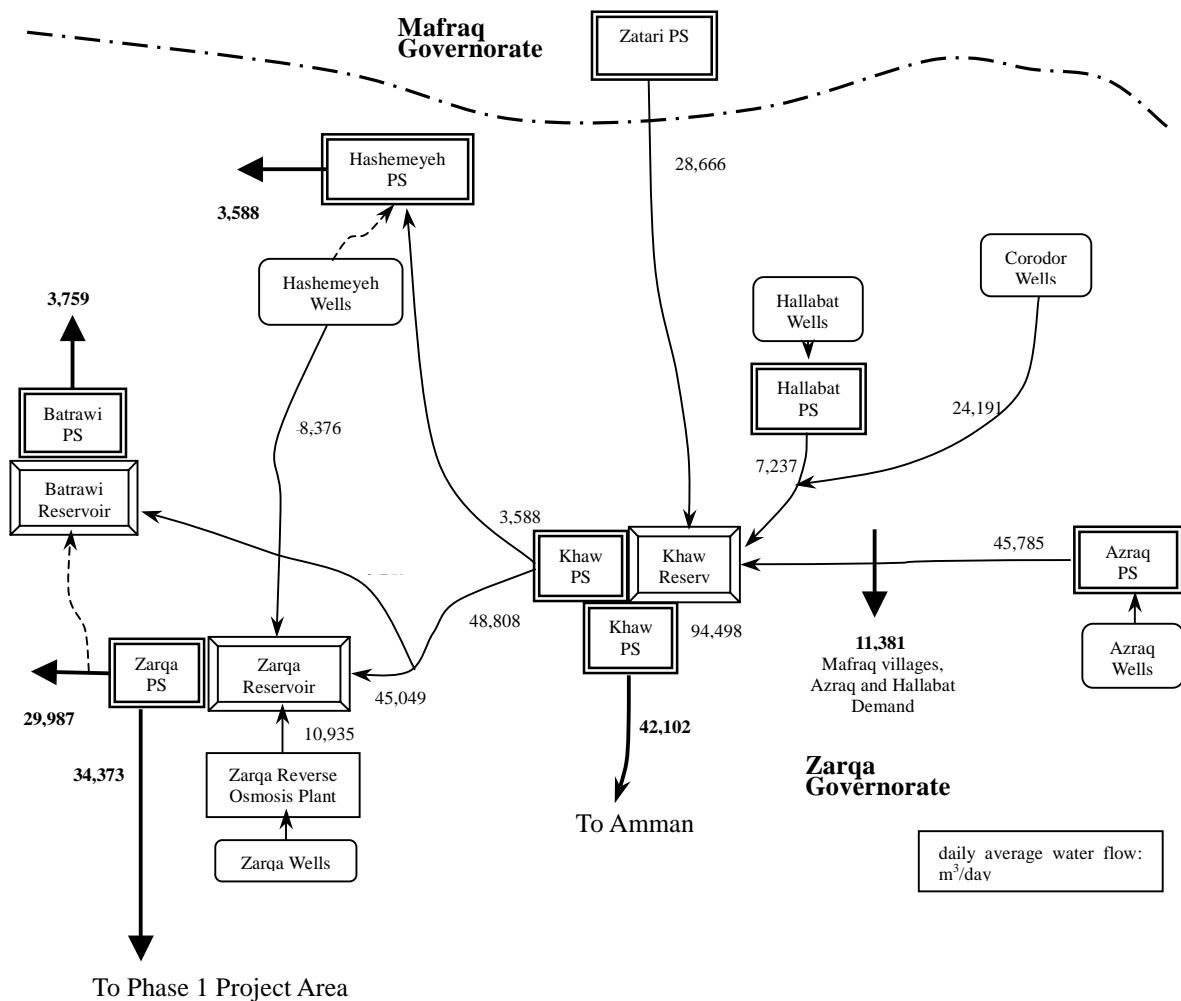 Mafraq
Governorate
Zatari PS
Hashemeyeh
PS
28,666
3,588
Corodor
Wells
Hashemeyeh
Wells
Hallabat
Wells
3,759
Hallabat
PS
Batrawi
PS
24,191
8,376
7,237
Batrawi
Reservoir
3,588
Khaw
PS
Khaw
Reserv
45,785
Azraq
PS
48,808
Khaw
PS
94,498
11,381
Mafraq villages,
Azraq and Hallabat
Demand
Azraq
Wells
Zarqa
PS
Zarqa
Reservoir
45,049
29,987
10,935
42,102
34,373
Zarqa Reverse
Osmosis Plant
Zarqa
Governorate
To Amman
Zarqa Wells
daily average water flow:
m³/day
To Phase 1 Project Area